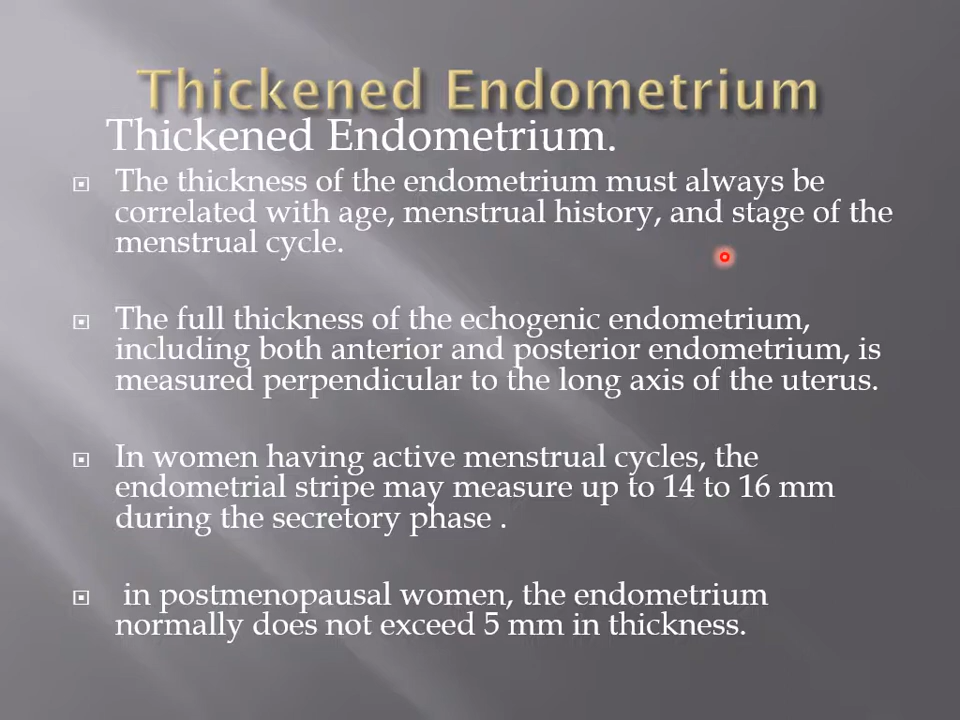 Thickened Endometrium
Thickened Endometrium.
The thickness of the endometrium must always be
correlated with age, menstrual history, and stage of the
menstrual cycle.
The full thickness of the echogenic endometrium,
including both anterior and posterior endometrium, is
measured perpendicular to the long axis of the uterus.
In women having active menstrual cycles, the
endometrial stripe may measure up to 14 to 16 mm
during the secretory phase .
in postmenopausal women, the endometrium
normally does not exceed 5 mm in thickness.